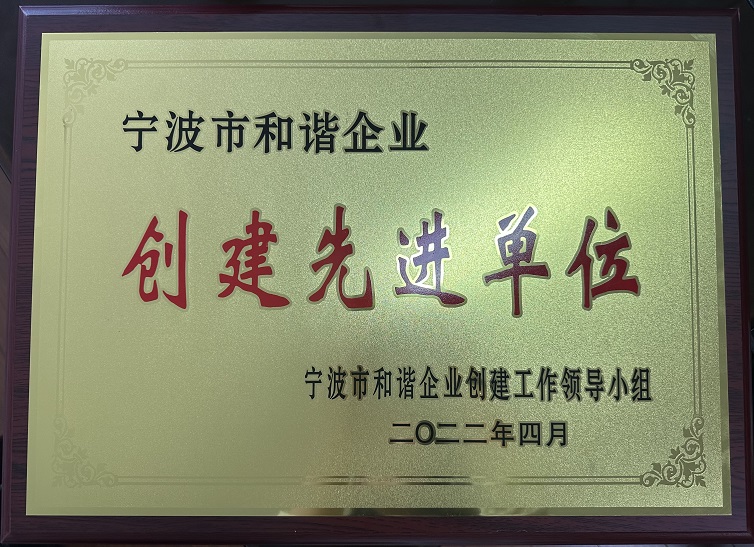 宁波市和谐企业
创建先进单位
宁波市和谐企业创建工作领导小组
二〇二二年四月